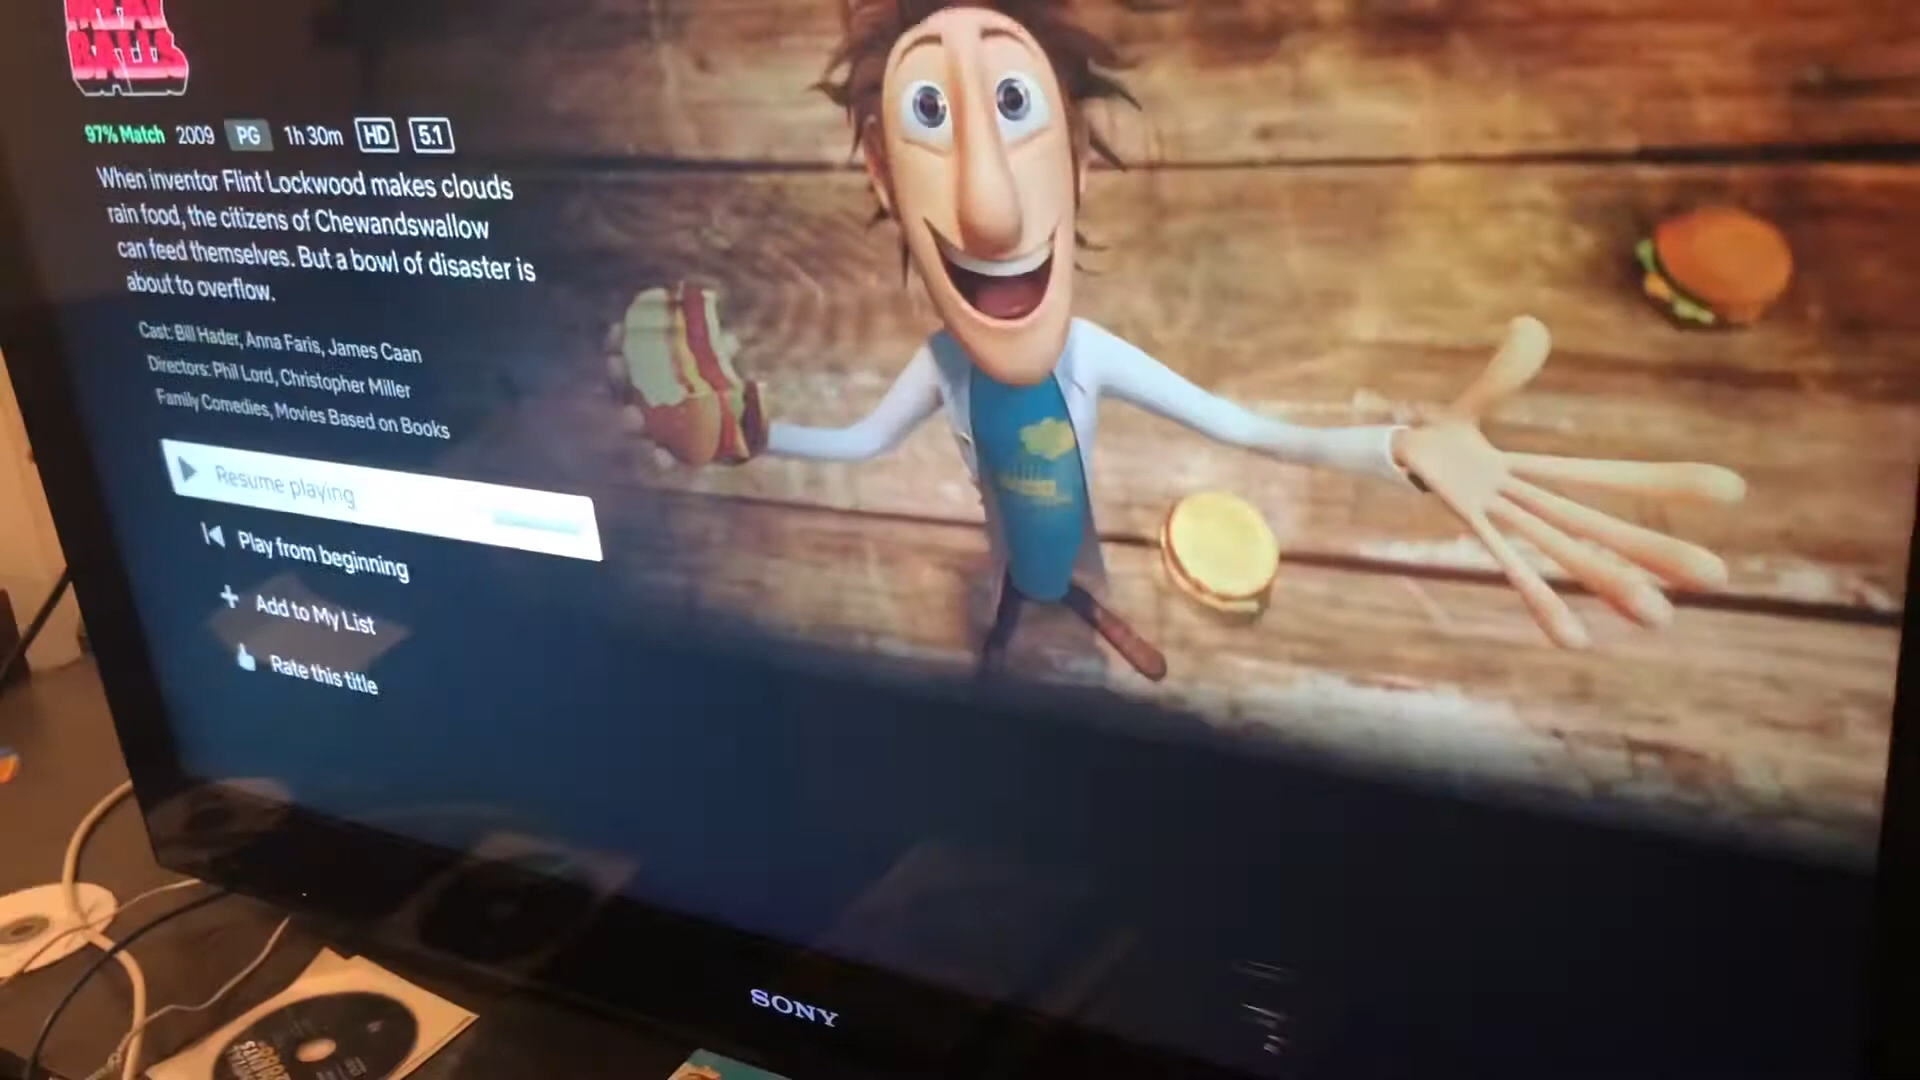 BALLS
97% Match 2009 PG 1h 30m HD 5.1
When inventor Flint Lockwood makes clouds
rain food, the citizens of Chewandswallow
can feed themselves. But a bowl of disaster is
about to overflow.
Cast: Bill Hader, Anna Faris, James Caan
Directors: Phil Lord, Christopher Miller
Family Comedies, Movies Based on Books
Resume playing
Play from beginning
Add to My List
Rate this title
SONY